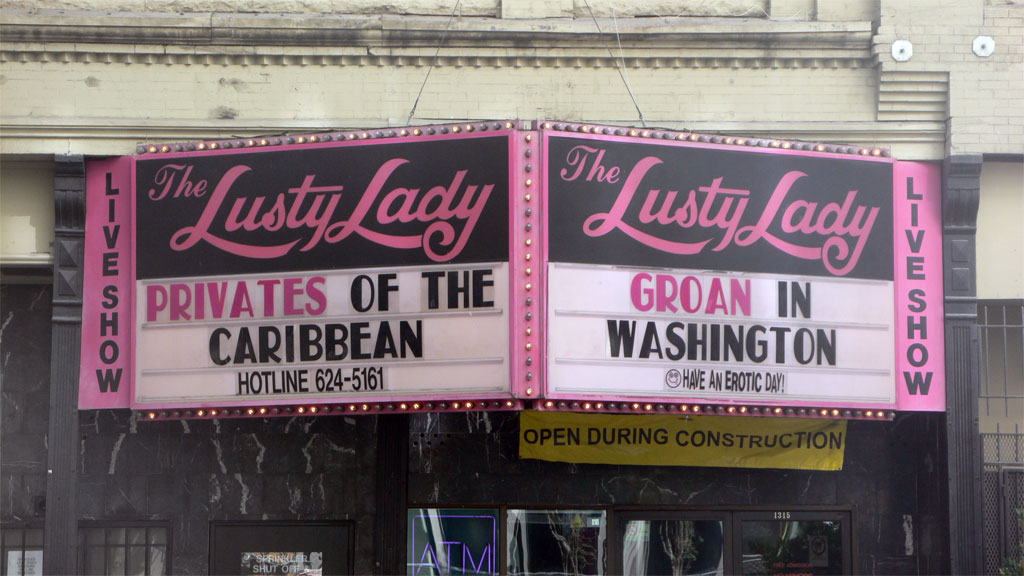 The Lusty Lady
LIVE SHOW
PRIVATES OF THE
CARIBBEAN
HOTLINE 624-5161
The Lusty Lady
GROAN IN
WASHINGTON
HAVE AN EROTIC DAY!
LIVE SHOW
OPEN DURING CONSTRUCTION
1315
ATM
SPRINKLER
SHUT OFF